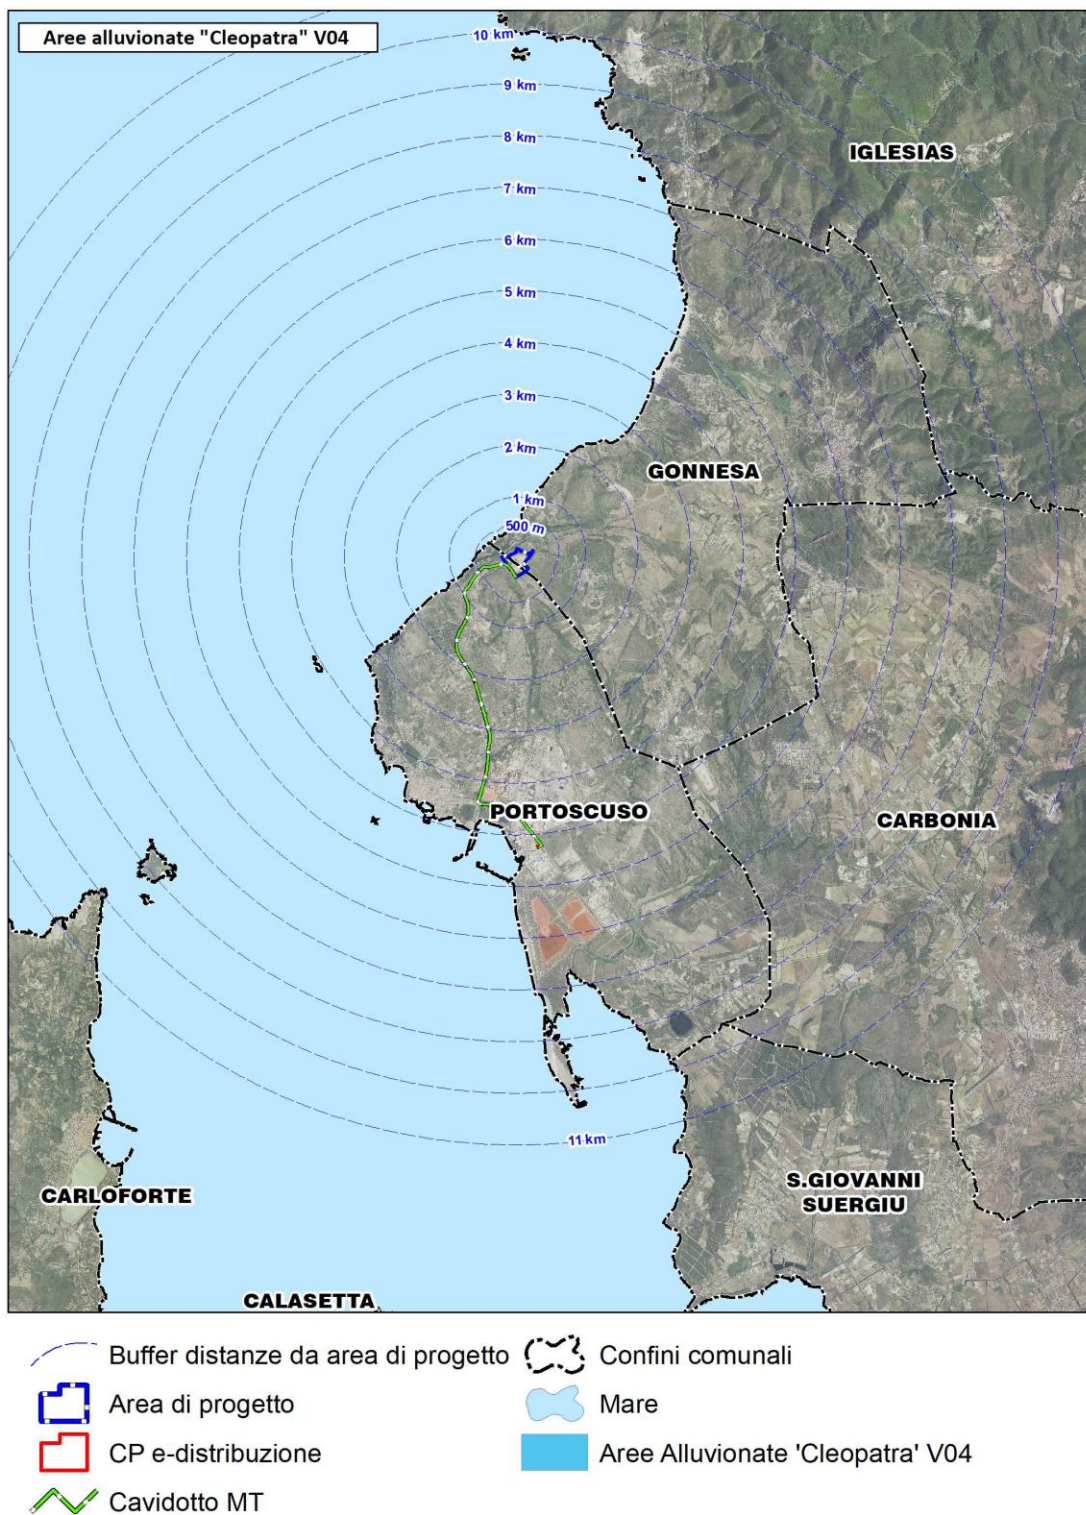 Aree alluvionate "Cleopatra" V04
10 km
9 km
8 km
IGLESIAS
7 km
6 km
5 km
4 km
3 km
2 km
GONNESA
1 km
500 m
PORTOSCUSO
CARBONIA
11 km
S.GIOVANNI
SUERGIU
CARLOFORTE
CALASETTA
Buffer distanze da area di progetto
Confini comunali
Area di progetto
Mare
CP e-distribuzione
Aree Alluvionate 'Cleopatra' V04
Cavidotto MT